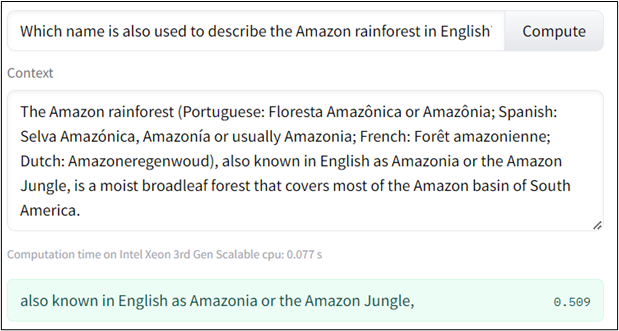 Which name is also used to describe the Amazon rainforest in English
Compute
Context
The Amazon rainforest (Portuguese: Floresta Amazônica or Amazônia; Spanish:
Selva Amazónica, Amazonía or usually Amazonia; French: Forêt amazonienne;
Dutch: Amazoneregenwoud), also known in English as Amazonia or the Amazon
Jungle, is a moist broadleaf forest that covers most of the Amazon basin of South
America.
Computation time on Intel Xeon 3rd Gen Scalable cpu: 0.077 s
also known in English as Amazonia or the Amazon Jungle,
0.509